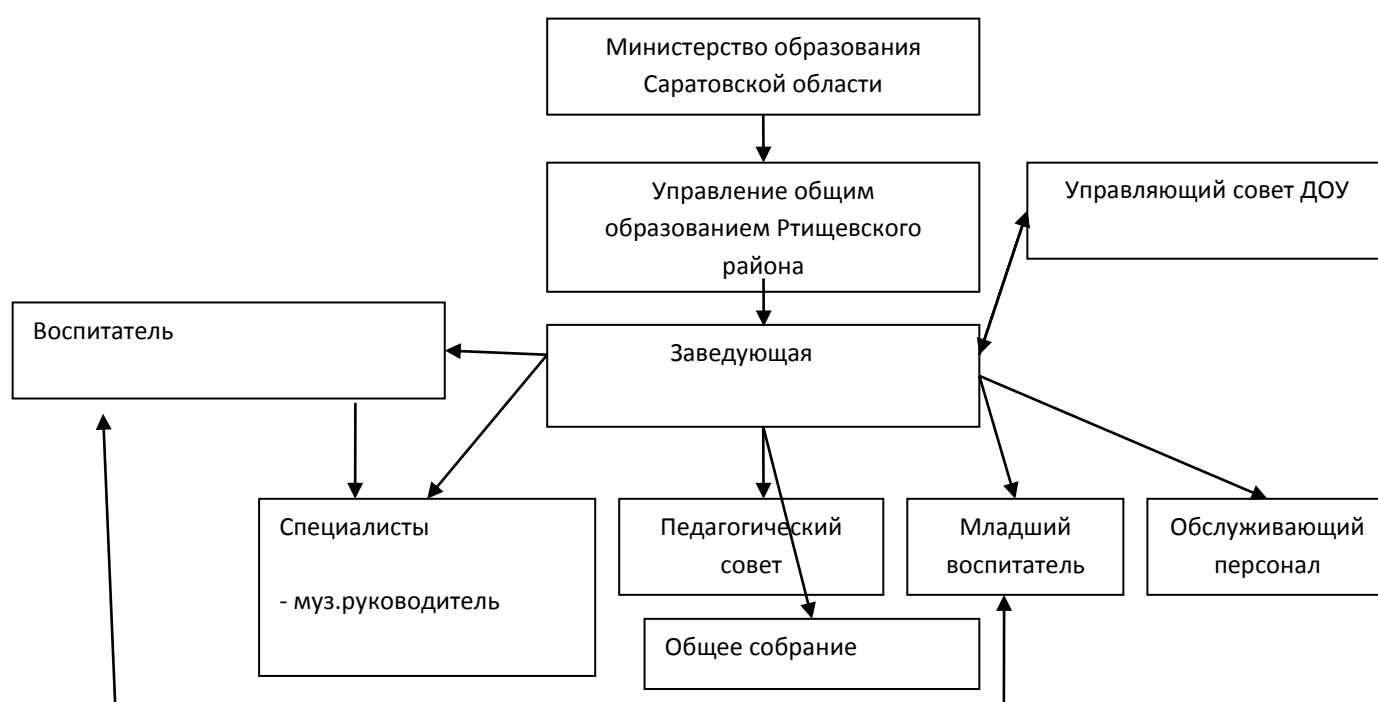 Министерство образования
Саратовской области
Управление общим
образованием Ртищевского
района
Управляющий совет ДОУ
Воспитатель
Заведующая
Специалисты
- муз.руководитель
Педагогический
совет
Младший
воспитатель
Обслуживающий
персонал
Общее собрание